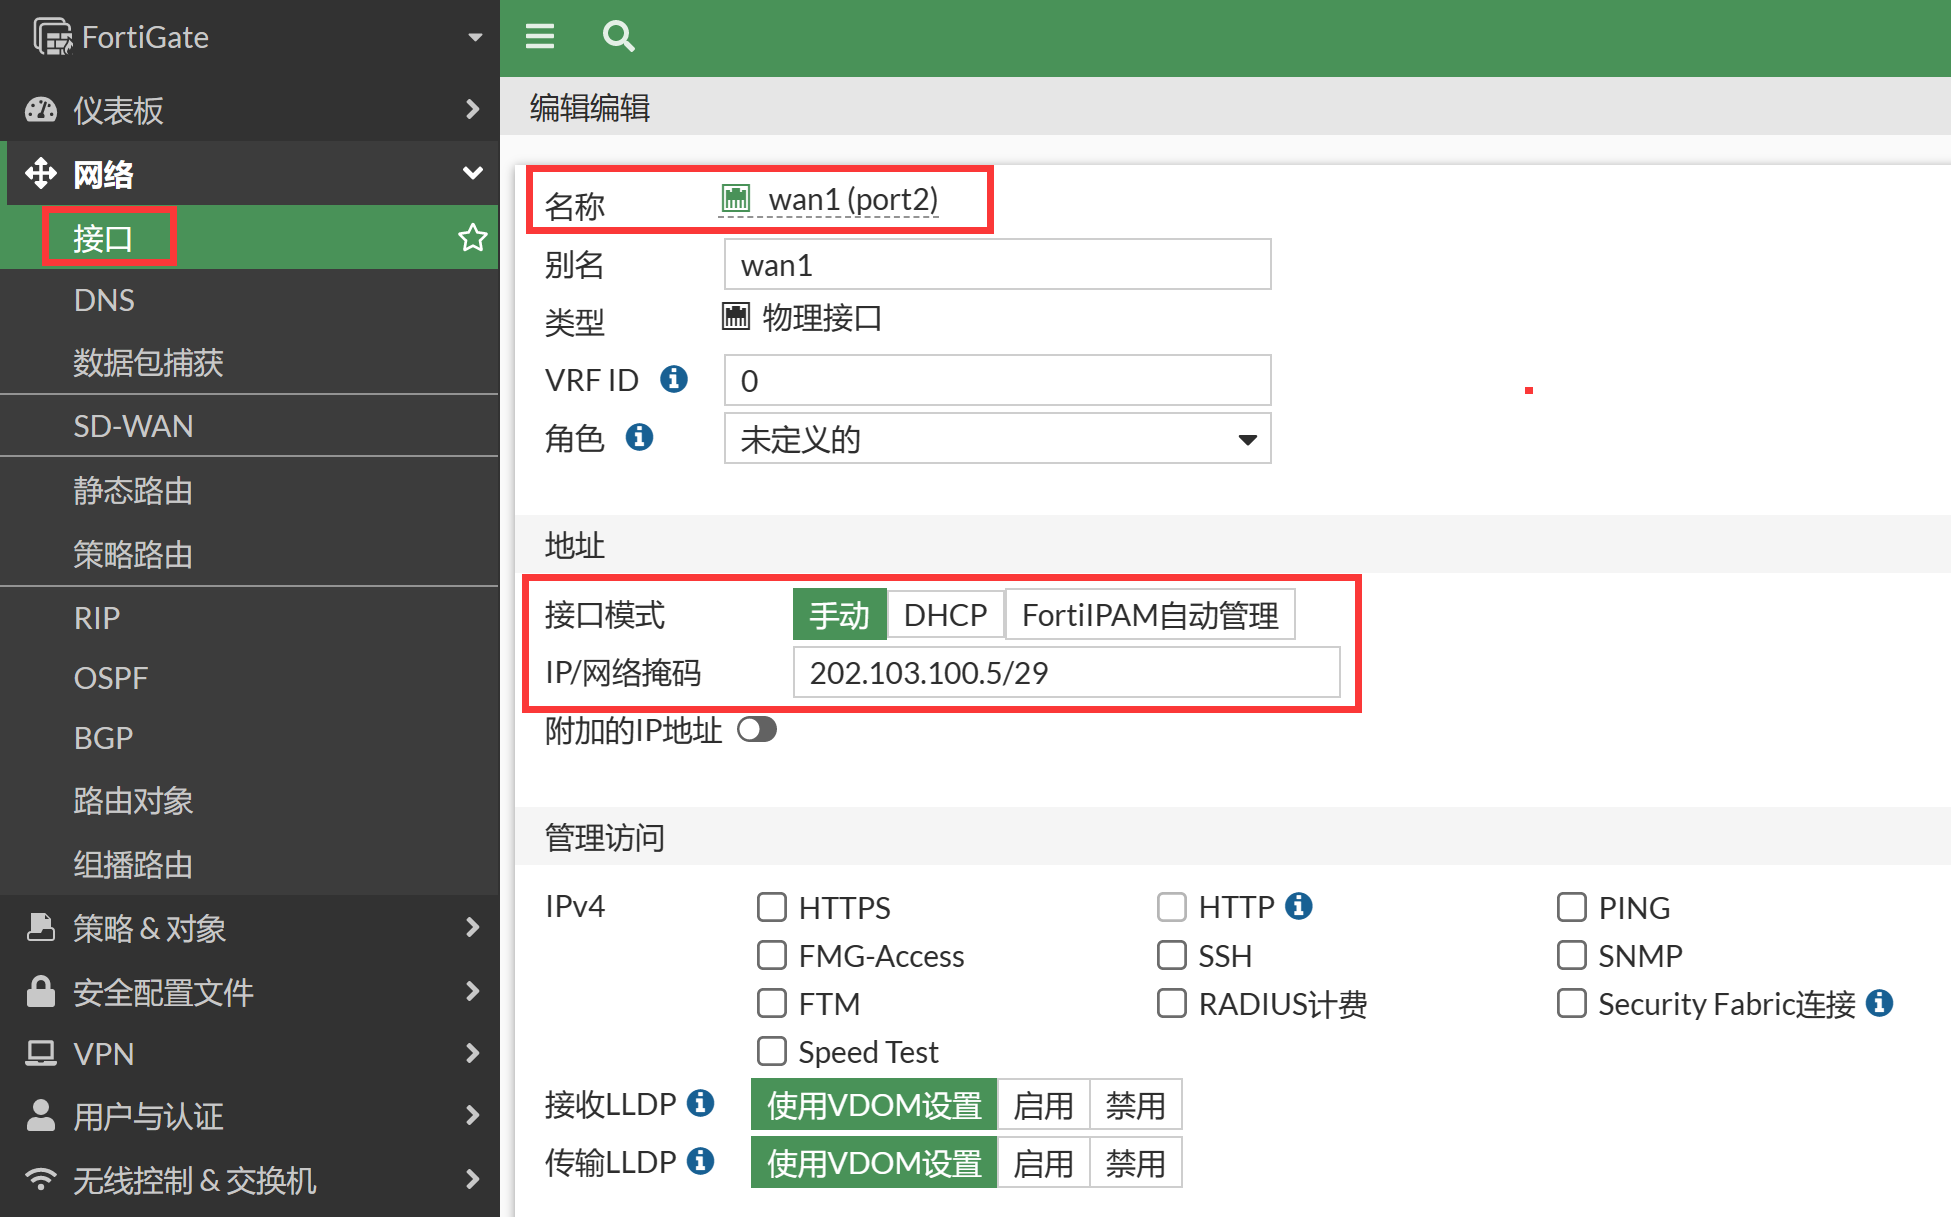 FortiGate
仪表板
网络
接口
DNS
数据包捕获
SD-WAN
静态路由
策略路由
RIP
OSPF
BGP
路由对象
组播路由
策略 & 对象
安全配置文件
VPN
用户与认证
无线控制 & 交换机
编辑编辑
名称 wan1 (port2)
别名 wan1
类型 物理接口
VRF ID 0
角色 未定义的
地址
接口模式 手动 DHCP FortiIPAM自动管理
IP/网络掩码 202.103.100.5/29
附加的IP地址
管理访问
IPv4 HTTPS HTTP PING
FMG-Access SSH SNMP
FTM RADIUS计费 Security Fabric连接
Speed Test
接收LLDP 使用VDOM设置 启用 禁用
传输LLDP 使用VDOM设置 启用 禁用